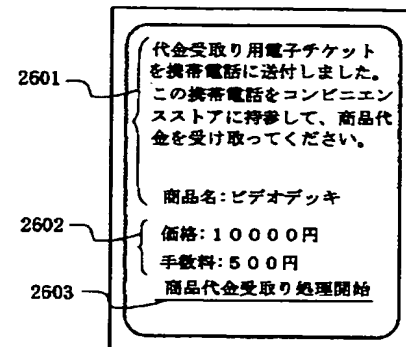 代金受取り用電子チケット
を携帯電話に送付しました。
この携帯電話をコンビニエン
スストアに持参して、商品代
金を受け取ってください。
2601
商品名：ビデオデッキ
2602
価格：１００００円
手数料：５００円
2603
商品代金受取り処理開始